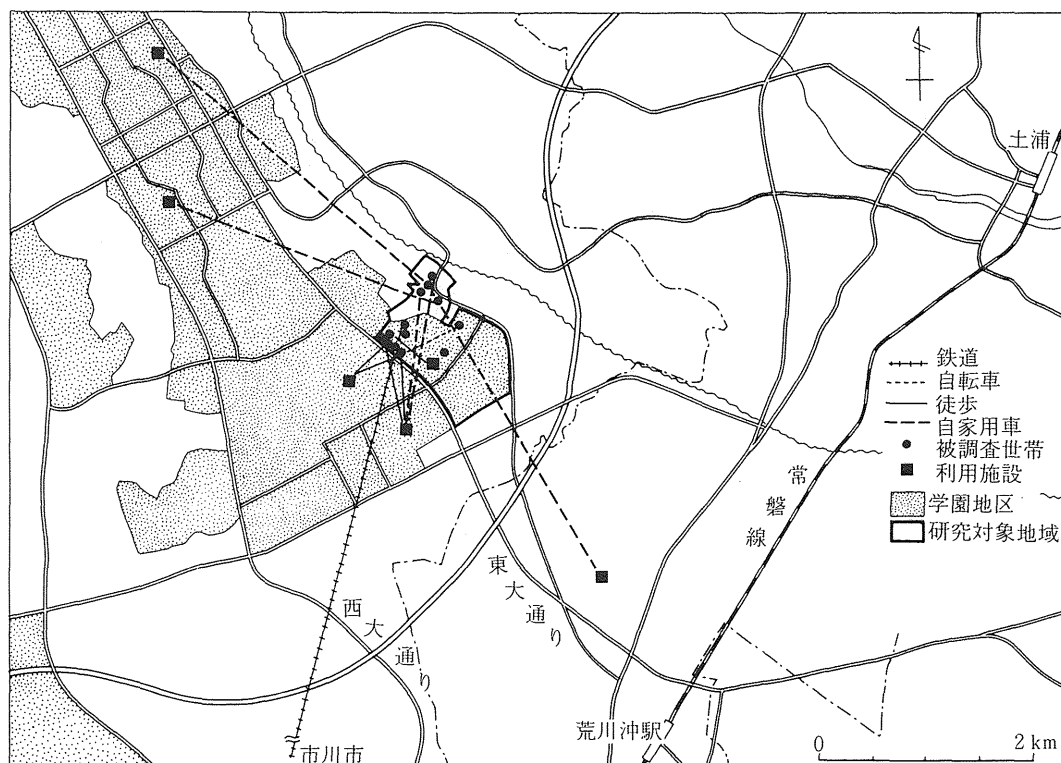 土浦
鉄道
自転車
徒歩
自家用車
被調査世帯
利用施設
学園地区
研究対象地域
常磐線
東大通り
西大通り
荒川沖駅
市川市
0 2 km